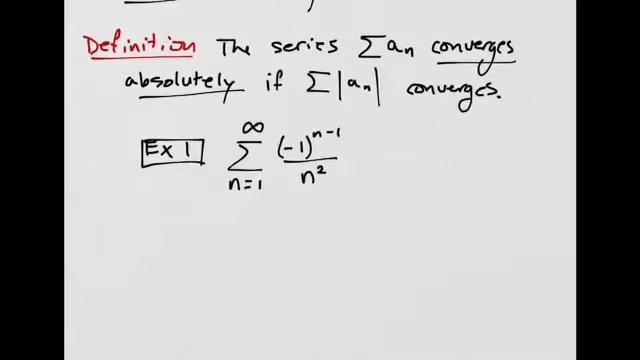 Definition The series ∑ aₙ converges
absolutely if ∑ |aₙ| converges.
Ex 1 ∑_{n=1}^{∞} (-1)^{n-1} / n²